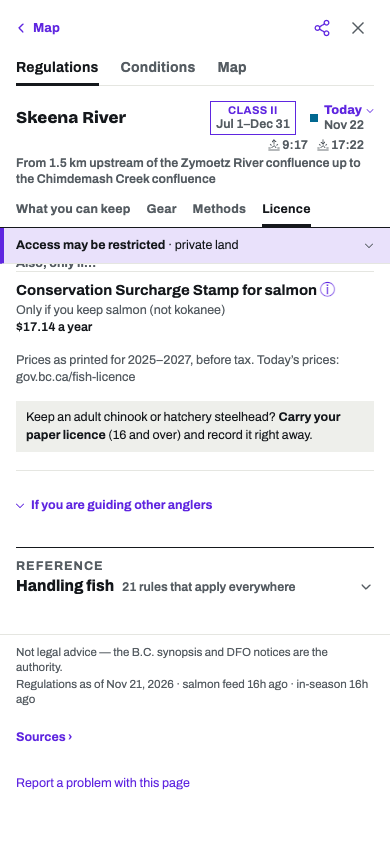 Map
Regulations Conditions Map
Skeena River
CLASS II
Jul 1–Dec 31
Today
Nov 22
9:17 17:22
From 1.5 km upstream of the Zymoetz River confluence up to
the Chimdemash Creek confluence
What you can keep Gear Methods Licence
Access may be restricted · private land
Also, only if…
Conservation Surcharge Stamp for salmon
Only if you keep salmon (not kokanee)
$17.14 a year
Prices as printed for 2025–2027, before tax. Today’s prices:
gov.bc.ca/fish-licence
Keep an adult chinook or hatchery steelhead? Carry your
paper licence (16 and over) and record it right away.
If you are guiding other anglers
REFERENCE
Handling fish 21 rules that apply everywhere
Not legal advice — the B.C. synopsis and DFO notices are the
authority.
Regulations as of Nov 21, 2026 · salmon feed 16h ago · in-season 16h
ago
Sources ›
Report a problem with this page